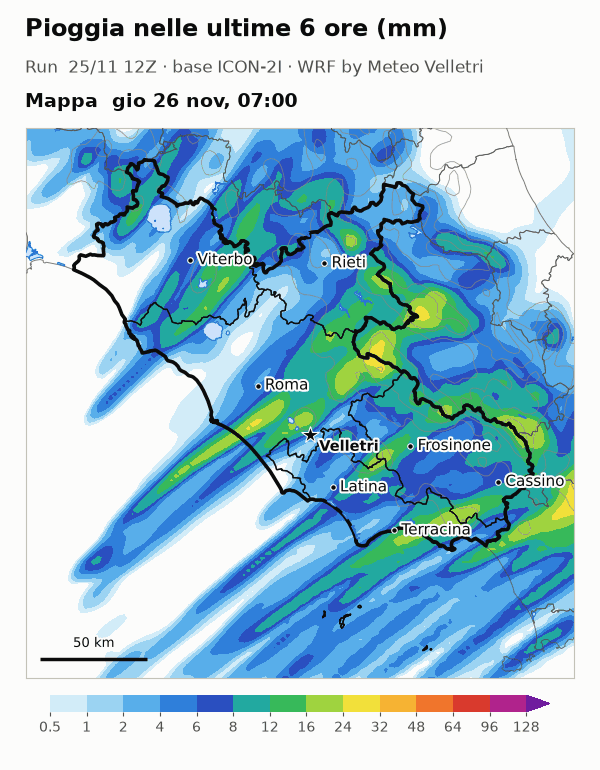 Pioggia nelle ultime 6 ore (mm)
Run  25/11 12Z · base ICON-2I · WRF by Meteo Velletri
Mappa  gio 26 nov, 07:00
Viterbo
Rieti
Roma
Velletri
Frosinone
Latina
Cassino
Terracina
50 km
0.5 1 2 4 6 8 12 16 24 32 48 64 96 128